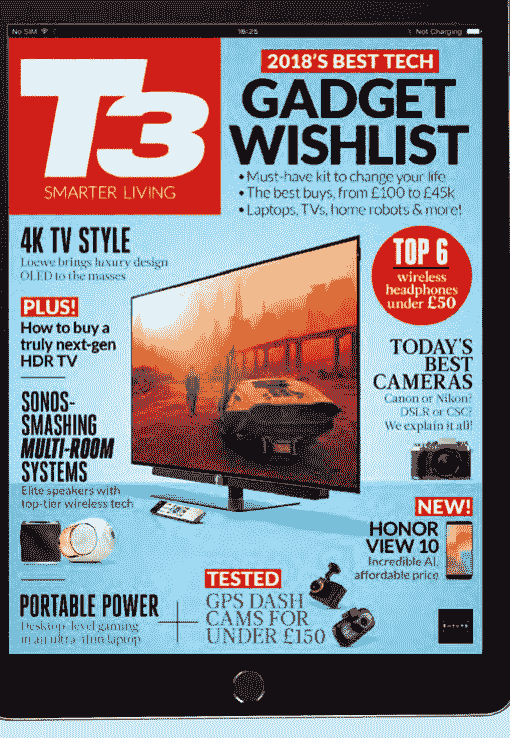 No SIM
16:25
Not Charging
T3
SMARTER LIVING
2018'S BEST TECH
GADGET
WISHLIST
• Must-have kit to change your life
• The best buys, from £100 to £45k
• Laptops, TVs, home robots & more!
4K TV STYLE
Loewe brings luxury design
OLED to the masses
PLUS!
How to buy a
truly next-gen
HDR TV
SONOS-
SMASHING
MULTI-ROOM
SYSTEMS
Elite speakers with
top-tier wireless tech
PORTABLE POWER
Desktop-level gaming
in an ultra-thin laptop
TOP 6
wireless
headphones
under £50
TODAY'S
BEST
CAMERAS
Canon or Nikon?
DSLR or CSC?
We explain it all!
NEW!
HONOR
VIEW 10
Incredible AI,
affordable price
TESTED
GPS DASH
CAMS FOR
UNDER £150
FUTURE